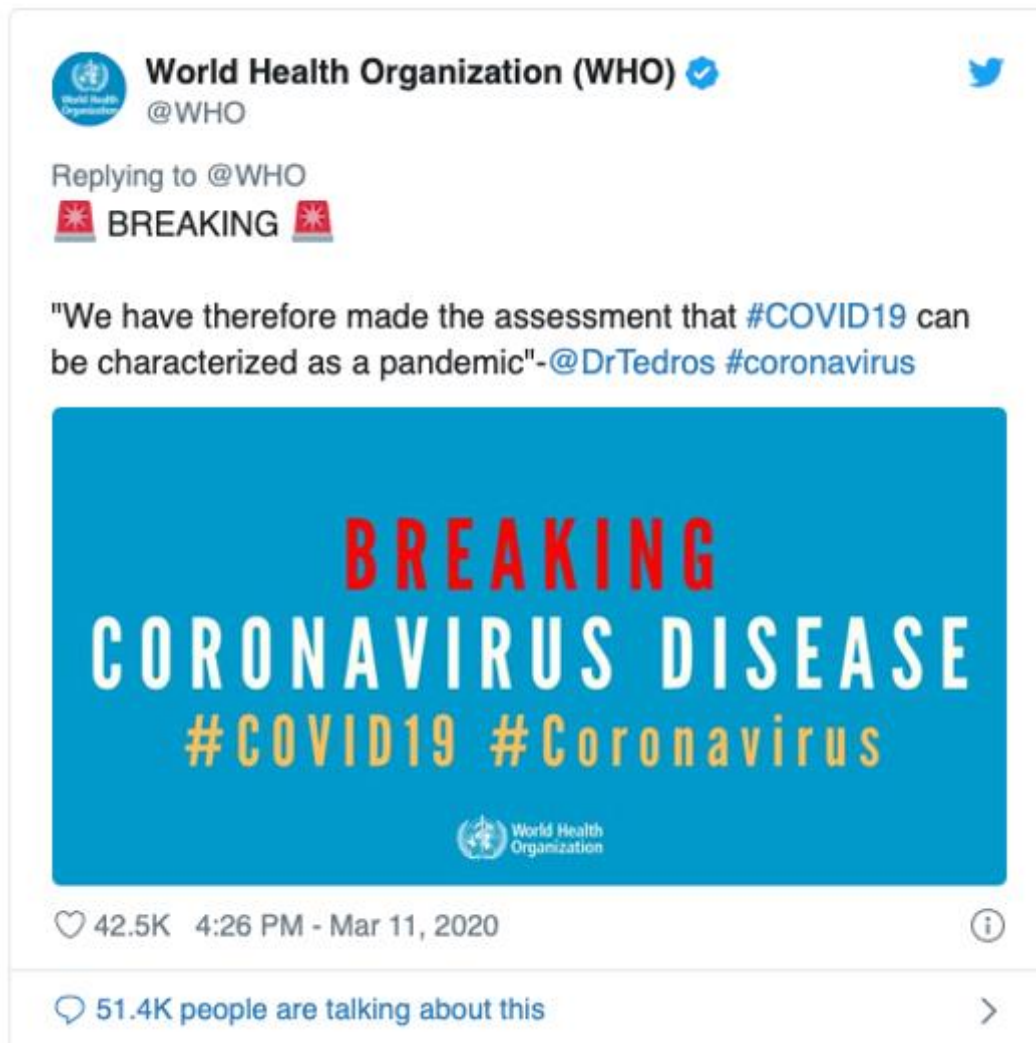 World Health Organization (WHO)
@WHO
Replying to @WHO
🚨 BREAKING 🚨
"We have therefore made the assessment that #COVID19 can
be characterized as a pandemic"-@DrTedros #coronavirus
BREAKING
CORONAVIRUS DISEASE
#COVID19 #Coronavirus
World Health
Organization
42.5K 4:26 PM - Mar 11, 2020
51.4K people are talking about this